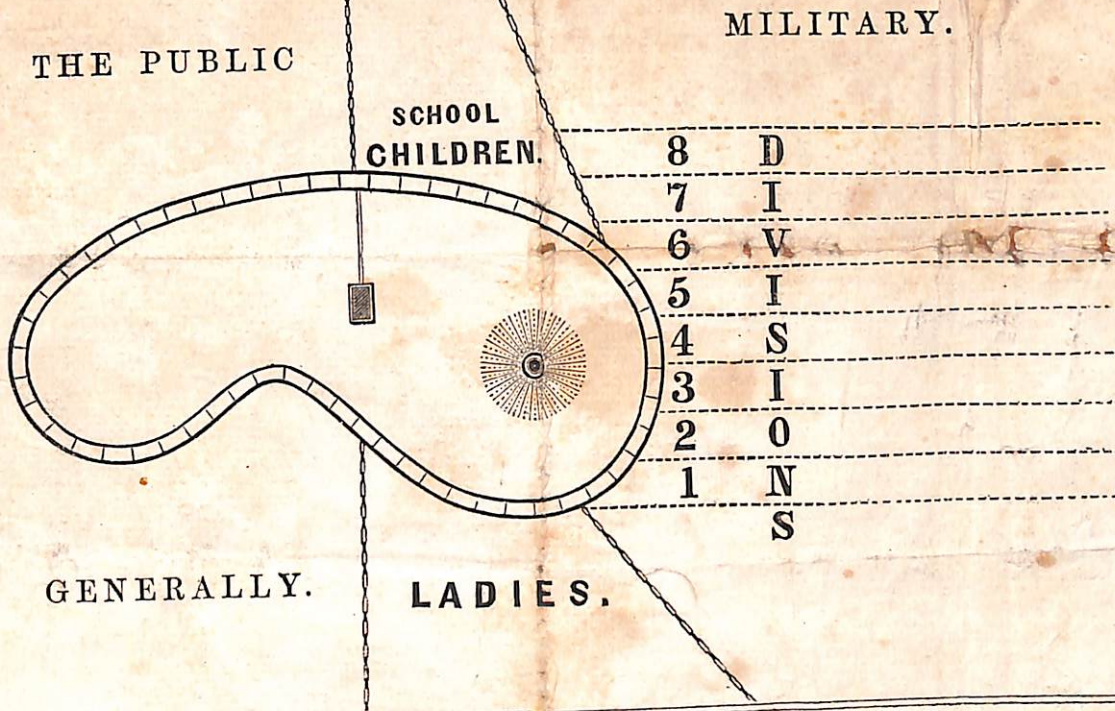 MILITARY.
THE PUBLIC
SCHOOL
CHILDREN.
8 D
7 I
6 V
5 I
4 S
3 I
2 O
1 N
S
GENERALLY.
LADIES.